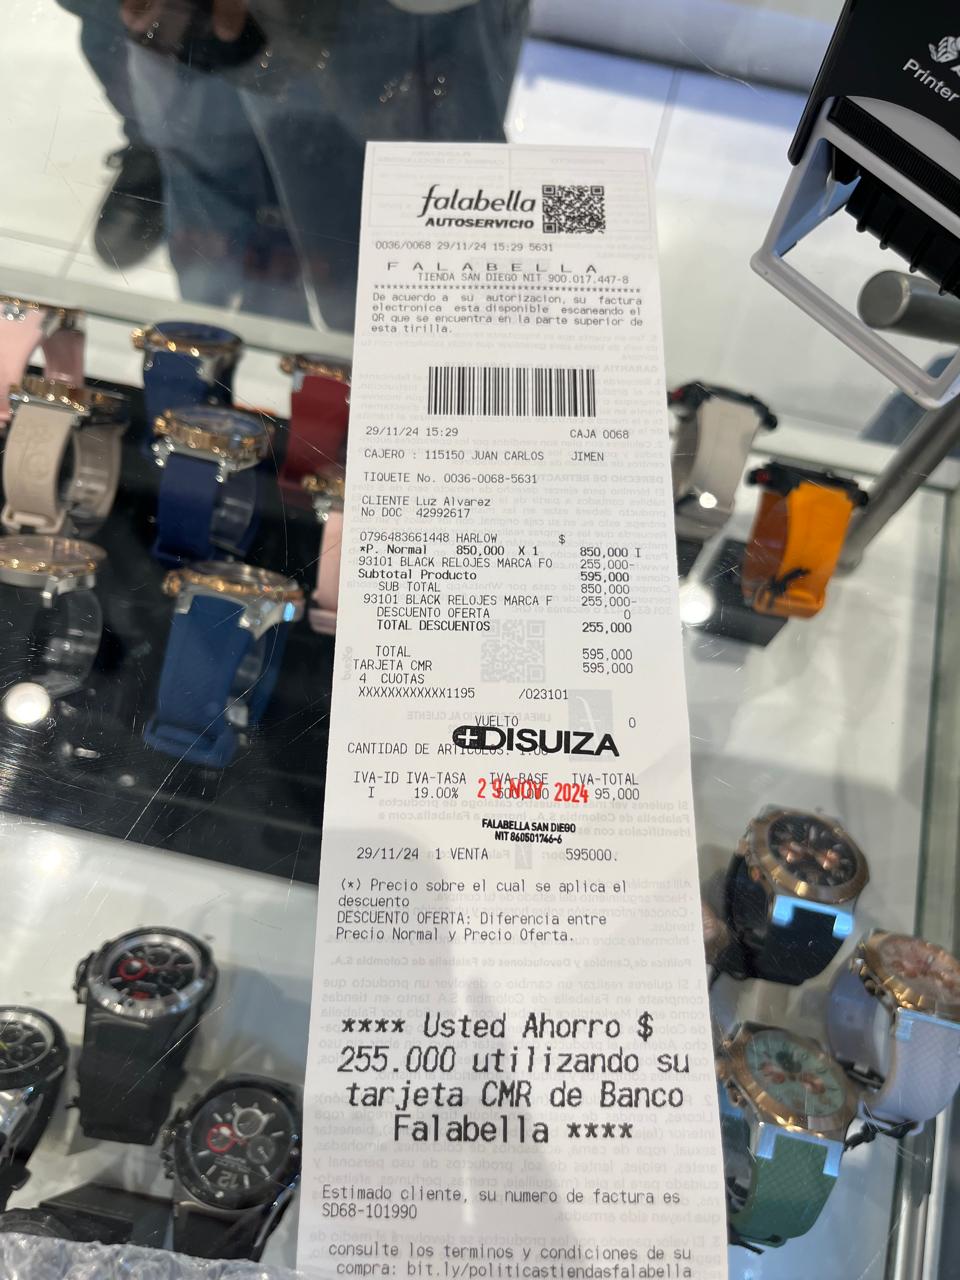 Printer
falabella
AUTOSERVICIO
0036/0068 29/11/24 15:29 5631
F A L A B E L L A
TIENDA SAN DIEGO NIT 900.017.447-8
De acuerdo a su autorizacion, su factura
electronica esta disponible escaneando el
QR que se encuentra en la parte superior de
esta tirilla.
29/11/24 15:29 CAJA 0068
CAJERO : 115150 JUAN CARLOS JIMEN
TIQUETE No. 0036-0068-5631
CLIENTE Luz Alvarez
No DOC 42992617
0796483661448 HARLOW $
*P. Normal 850,000 X 1 850,000 I
93101 BLACK RELOJES MARCA FO 255,000-
Subtotal Producto 595,000
SUB TOTAL 850,000
93101 BLACK RELOJES MARCA F 255,000-
DESCUENTO OFERTA 0
TOTAL DESCUENTOS 255,000
TOTAL 595,000
TARJETA CMR 595,000
4 CUOTAS
XXXXXXXXXXXX1195 /023101
VUELTO 0
DISUIZA
CANTIDAD DE ARTICULOS: 1.00
IVA-ID IVA-TASA IVA-BASE IVA-TOTAL
I 19.00% 500,000 95,000
29 NOV 2024
FALABELLA SAN DIEGO
NIT 860501746-6
29/11/24 1 VENTA 595000.
(*) Precio sobre el cual se aplica el
descuento
DESCUENTO OFERTA: Diferencia entre
Precio Normal y Precio Oferta.
**** Usted Ahorro $
255.000 utilizando su
tarjeta CMR de Banco
Falabella ****
Estimado cliente, su numero de factura es
SD68-101990
consulte los terminos y condiciones de su
compra: bit.ly/politicastiendasfalabella